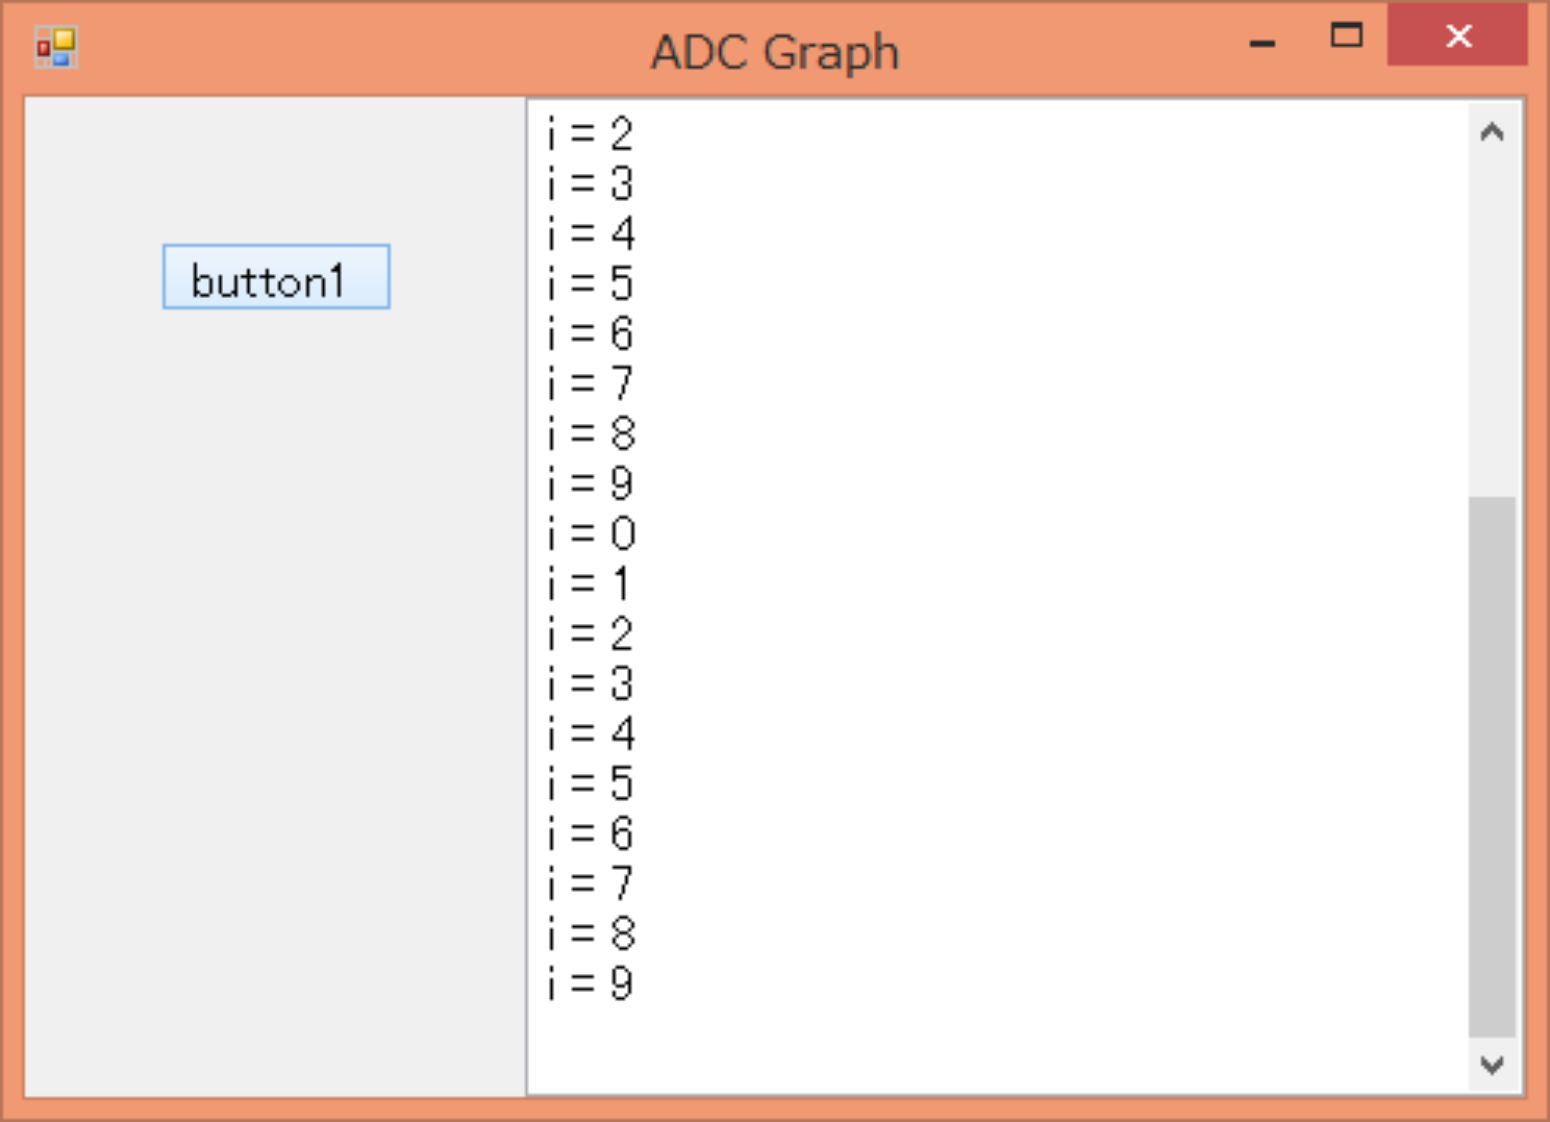 ADC Graph
button1
i = 2
i = 3
i = 4
i = 5
i = 6
i = 7
i = 8
i = 9
i = 0
i = 1
i = 2
i = 3
i = 4
i = 5
i = 6
i = 7
i = 8
i = 9